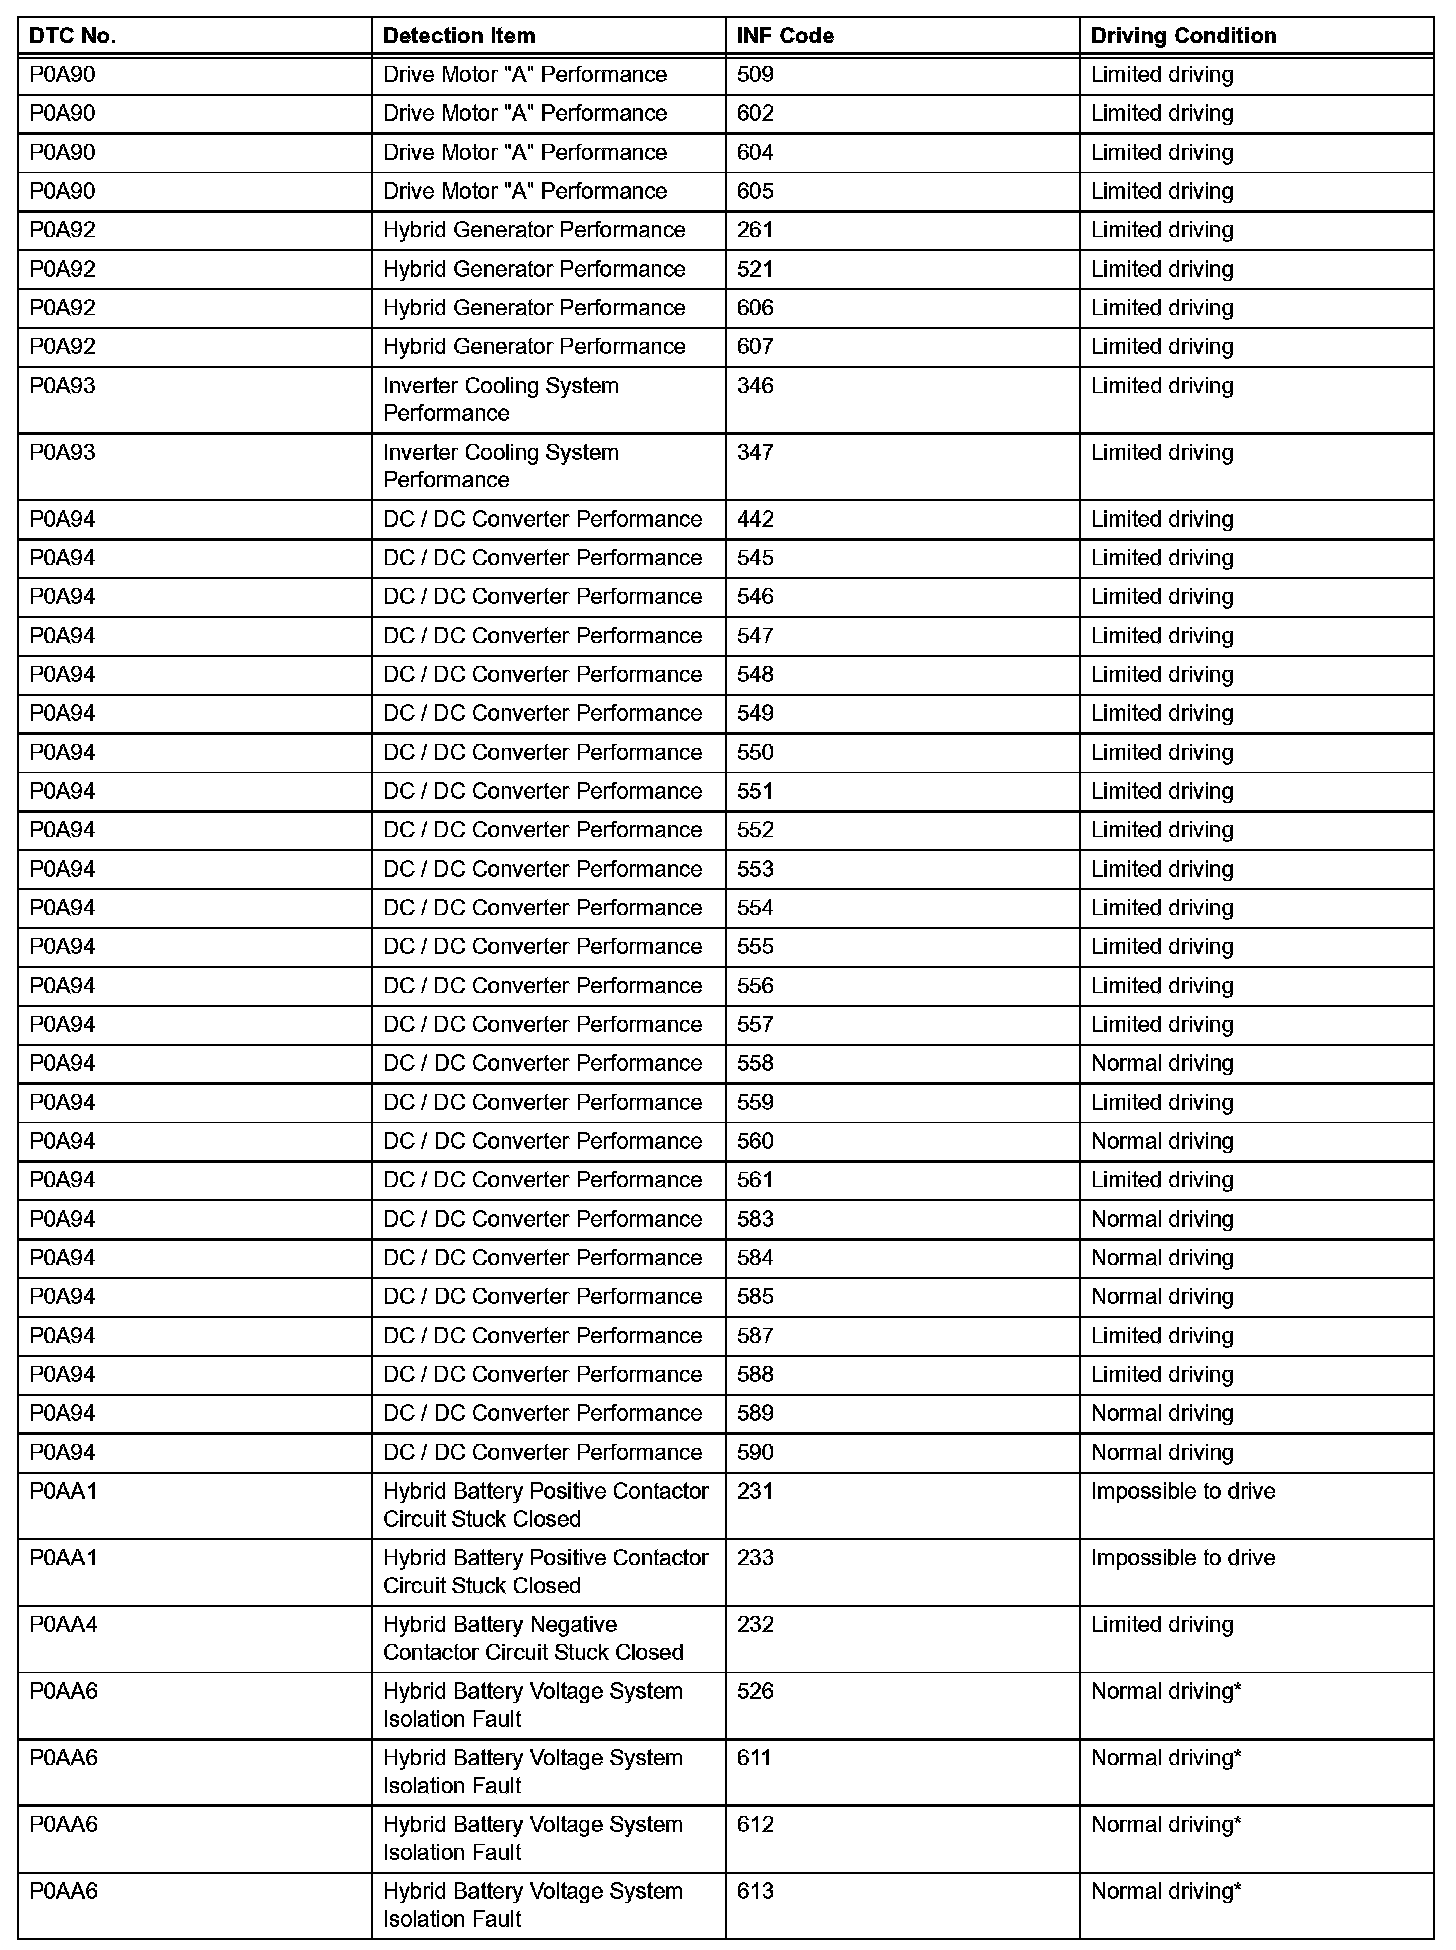 DTC No. Detection Item INF Code Driving Condition
P0A90 Drive Motor "A" Performance 509 Limited driving
P0A90 Drive Motor "A" Performance 602 Limited driving
P0A90 Drive Motor "A" Performance 604 Limited driving
P0A90 Drive Motor "A" Performance 605 Limited driving
P0A92 Hybrid Generator Performance 261 Limited driving
P0A92 Hybrid Generator Performance 521 Limited driving
P0A92 Hybrid Generator Performance 606 Limited driving
P0A92 Hybrid Generator Performance 607 Limited driving
P0A93 Inverter Cooling System 346 Limited driving
Performance
P0A93 Inverter Cooling System 347 Limited driving
Performance
P0A94 DC / DC Converter Performance 442 Limited driving
P0A94 DC / DC Converter Performance 545 Limited driving
P0A94 DC / DC Converter Performance 546 Limited driving
P0A94 DC / DC Converter Performance 547 Limited driving
P0A94 DC / DC Converter Performance 548 Limited driving
P0A94 DC / DC Converter Performance 549 Limited driving
P0A94 DC / DC Converter Performance 550 Limited driving
P0A94 DC / DC Converter Performance 551 Limited driving
P0A94 DC / DC Converter Performance 552 Limited driving
P0A94 DC / DC Converter Performance 553 Limited driving
P0A94 DC / DC Converter Performance 554 Limited driving
P0A94 DC / DC Converter Performance 555 Limited driving
P0A94 DC / DC Converter Performance 556 Limited driving
P0A94 DC / DC Converter Performance 557 Limited driving
P0A94 DC / DC Converter Performance 558 Normal driving
P0A94 DC / DC Converter Performance 559 Limited driving
P0A94 DC / DC Converter Performance 560 Normal driving
P0A94 DC / DC Converter Performance 561 Limited driving
P0A94 DC / DC Converter Performance 583 Normal driving
P0A94 DC / DC Converter Performance 584 Normal driving
P0A94 DC / DC Converter Performance 585 Normal driving
P0A94 DC / DC Converter Performance 587 Limited driving
P0A94 DC / DC Converter Performance 588 Limited driving
P0A94 DC / DC Converter Performance 589 Normal driving
P0A94 DC / DC Converter Performance 590 Normal driving
P0AA1 Hybrid Battery Positive Contactor 231 Impossible to drive
Circuit Stuck Closed
P0AA1 Hybrid Battery Positive Contactor 233 Impossible to drive
Circuit Stuck Closed
P0AA4 Hybrid Battery Negative 232 Limited driving
Contactor Circuit Stuck Closed
P0AA6 Hybrid Battery Voltage System 526 Normal driving*
Isolation Fault
P0AA6 Hybrid Battery Voltage System 611 Normal driving*
Isolation Fault
P0AA6 Hybrid Battery Voltage System 612 Normal driving*
Isolation Fault
P0AA6 Hybrid Battery Voltage System 613 Normal driving*
Isolation Fault